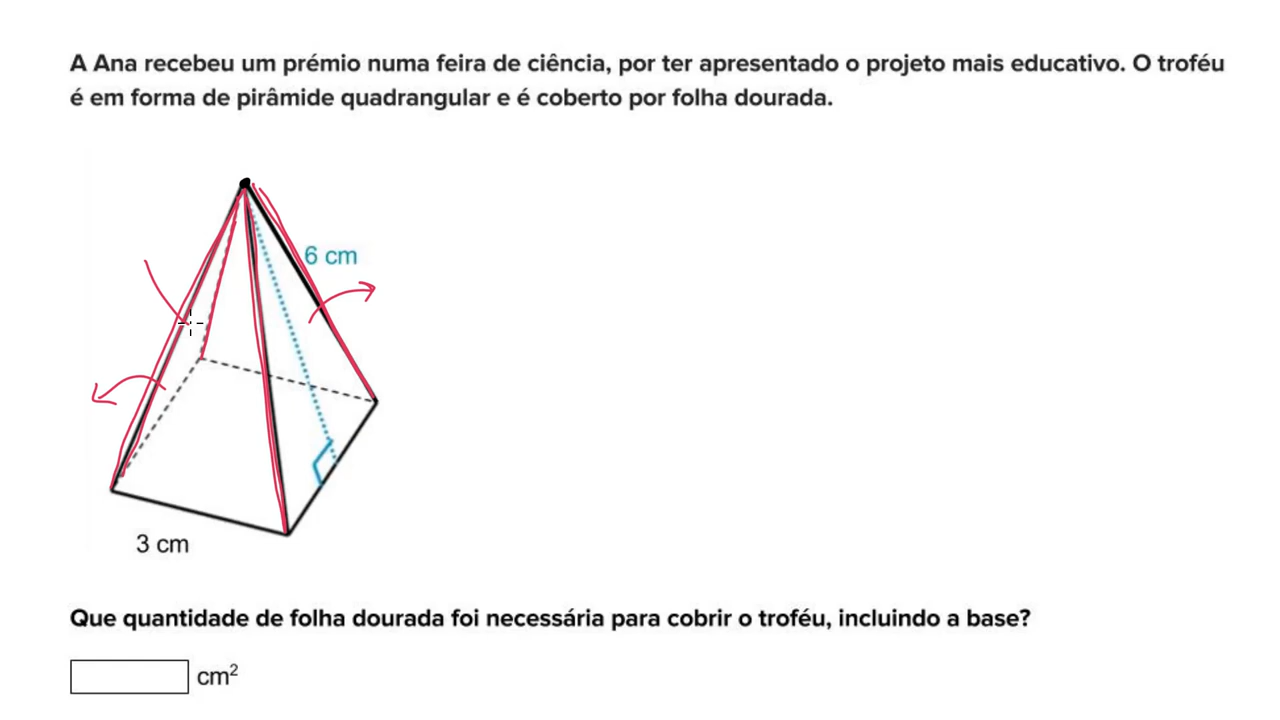 A Ana recebeu um prémio numa feira de ciência, por ter apresentado o projeto mais educativo. O troféu
é em forma de pirâmide quadrangular e é coberto por folha dourada.
6 cm
3 cm
Que quantidade de folha dourada foi necessária para cobrir o troféu, incluindo a base?
cm²